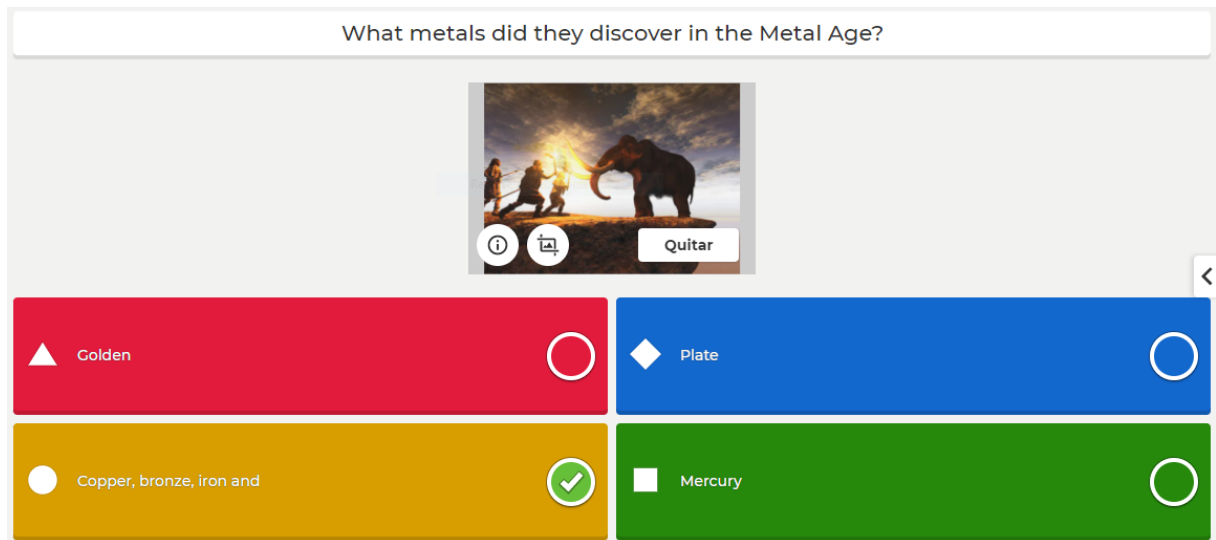 What metals did they discover in the Metal Age?
Quitar
Golden
Plate
Copper, bronze, iron and
Mercury